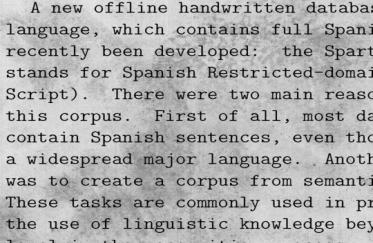 A new offline handwritten databas
language, which contains full Spani
recently been developed: the Spart
stands for Spanish Restricted-domai
Script). There were two main reaso
this corpus. First of all, most da
contain Spanish sentences, even tho
a widespread major language. Anoth
was to create a corpus from semanti
These tasks are commonly used in pr
the use of linguistic knowledge bey